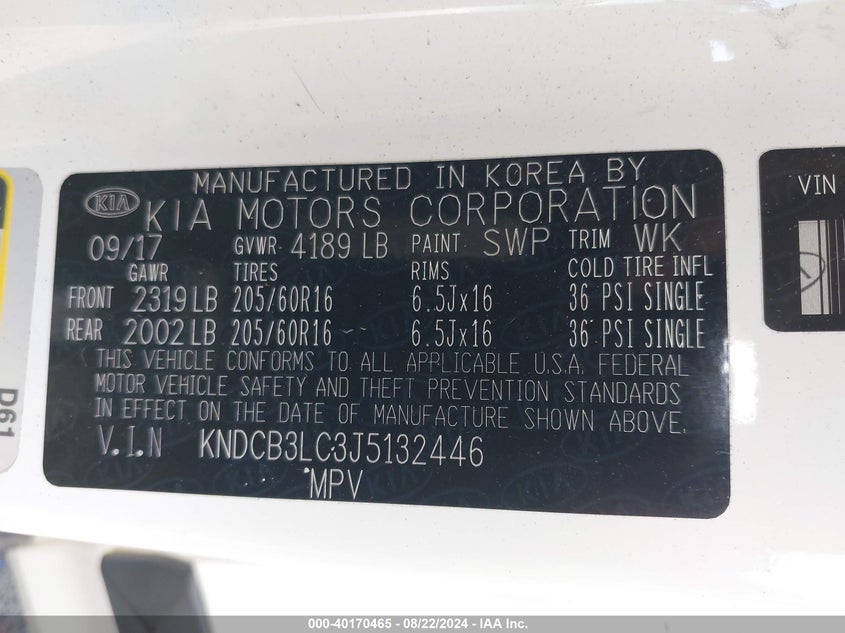 MANUFACTURED IN KOREA BY
KIA KIA MOTORS CORPORATION
09/17 GVWR 4189 LB PAINT SWP TRIM WK
GAWR TIRES RIMS COLD TIRE INFL
FRONT 2319 LB 205/60R16 6.5Jx16 36 PSI SINGLE
REAR 2002 LB 205/60R16 6.5Jx16 36 PSI SINGLE
THIS VEHICLE CONFORMS TO ALL APPLICABLE U.S.A. FEDERAL
MOTOR VEHICLE SAFETY AND THEFT PREVENTION STANDARDS
IN EFFECT ON THE DATE OF MANUFACTURE SHOWN ABOVE.
V.I.N KNDCB3LC3J5132446
MPV
VIN
D61
000-40170465 - 08/22/2024 - IAA Inc.